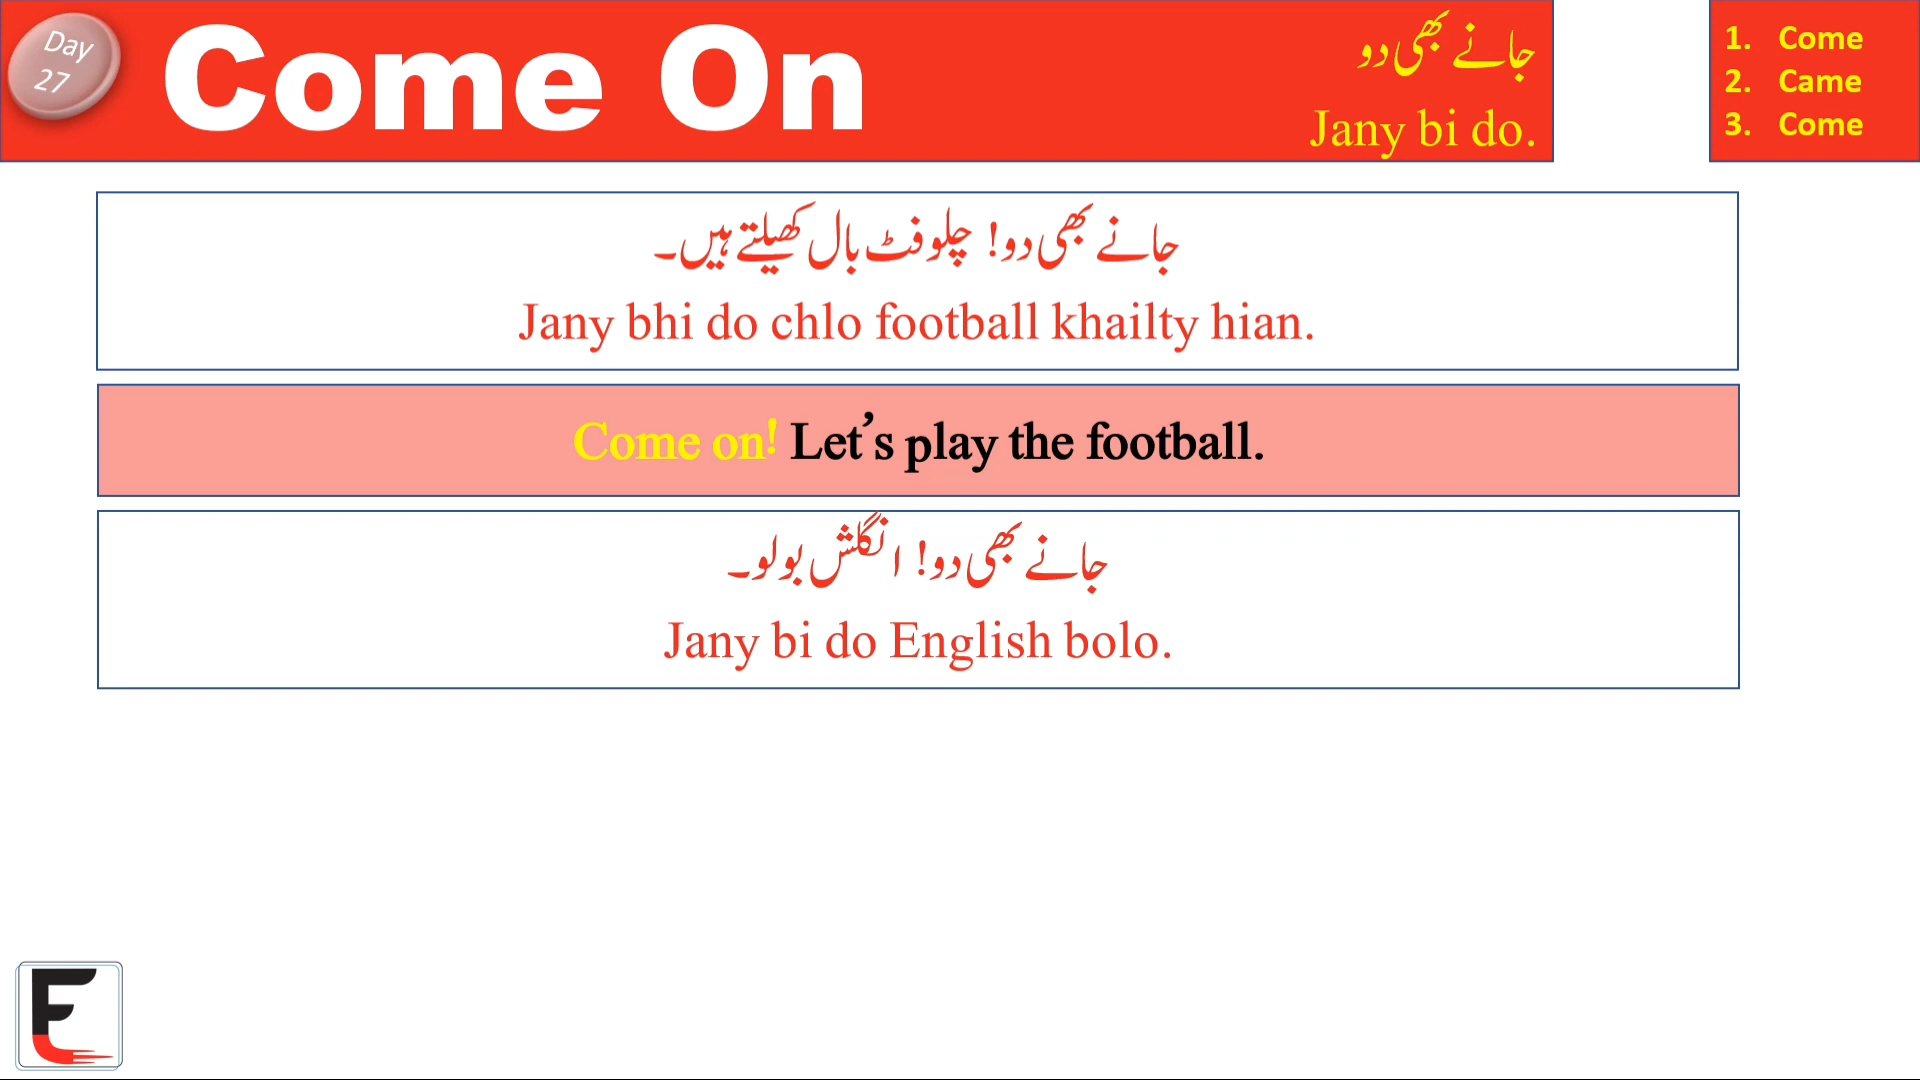 Day
27
Come On
جانے بھی دو
Jany bi do.
1. Come
2. Came
3. Come
جانے بھی دو! چلو فٹ بال کھیلتے ہیں۔
Jany bhi do chlo football khailty hian.
Come on! Let’s play the football.
جانے بھی دو! انگلش بولو۔
Jany bi do English bolo.